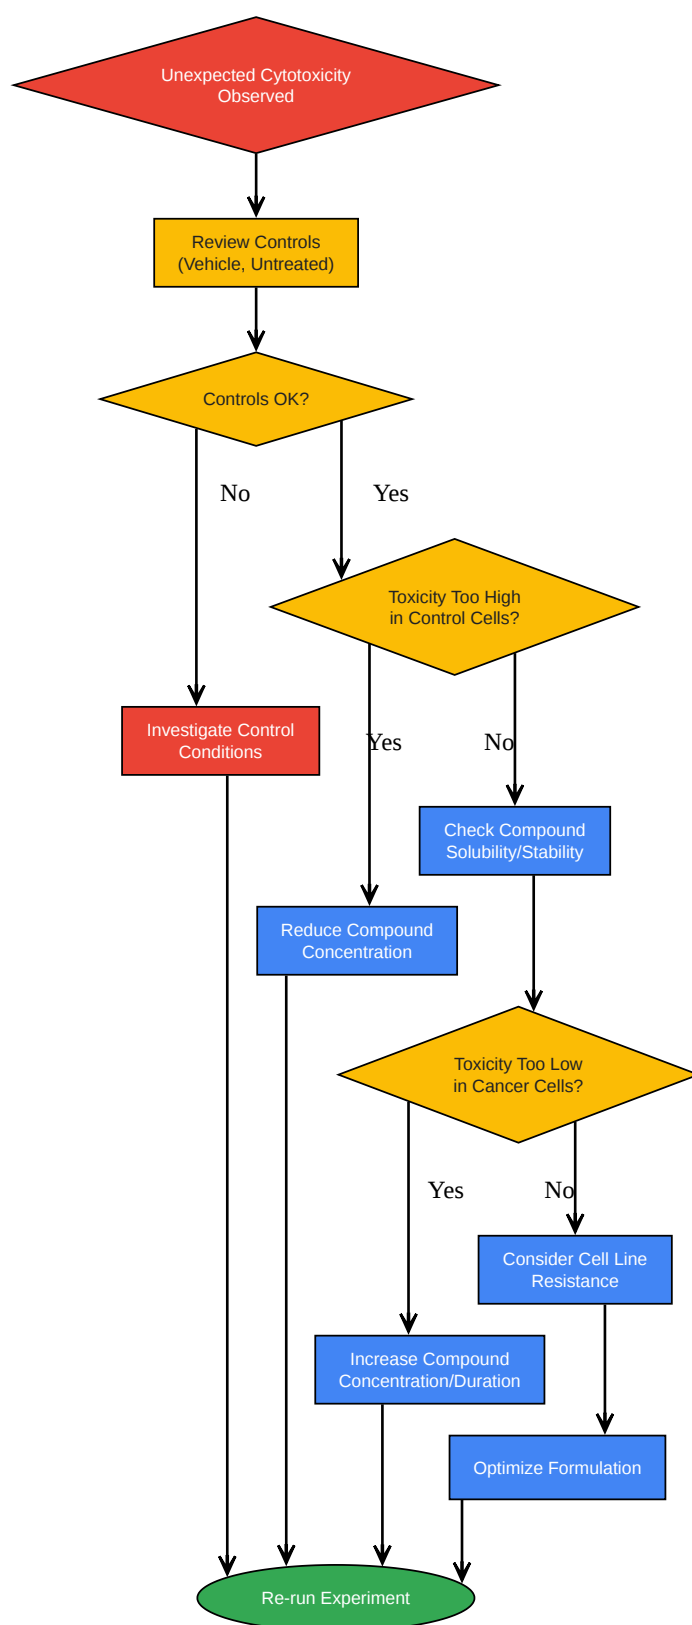 Unexpected Cytotoxicity
Observed
Review Controls
(Vehicle, Untreated)
Controls OK?
No
Yes
Toxicity Too High
in Control Cells?
Investigate Control
Conditions
Yes
No
Check Compound
Solubility/Stability
Reduce Compound
Concentration
Toxicity Too Low
in Cancer Cells?
Yes
No
Consider Cell Line
Resistance
Increase Compound
Concentration/Duration
Optimize Formulation
Re-run Experiment